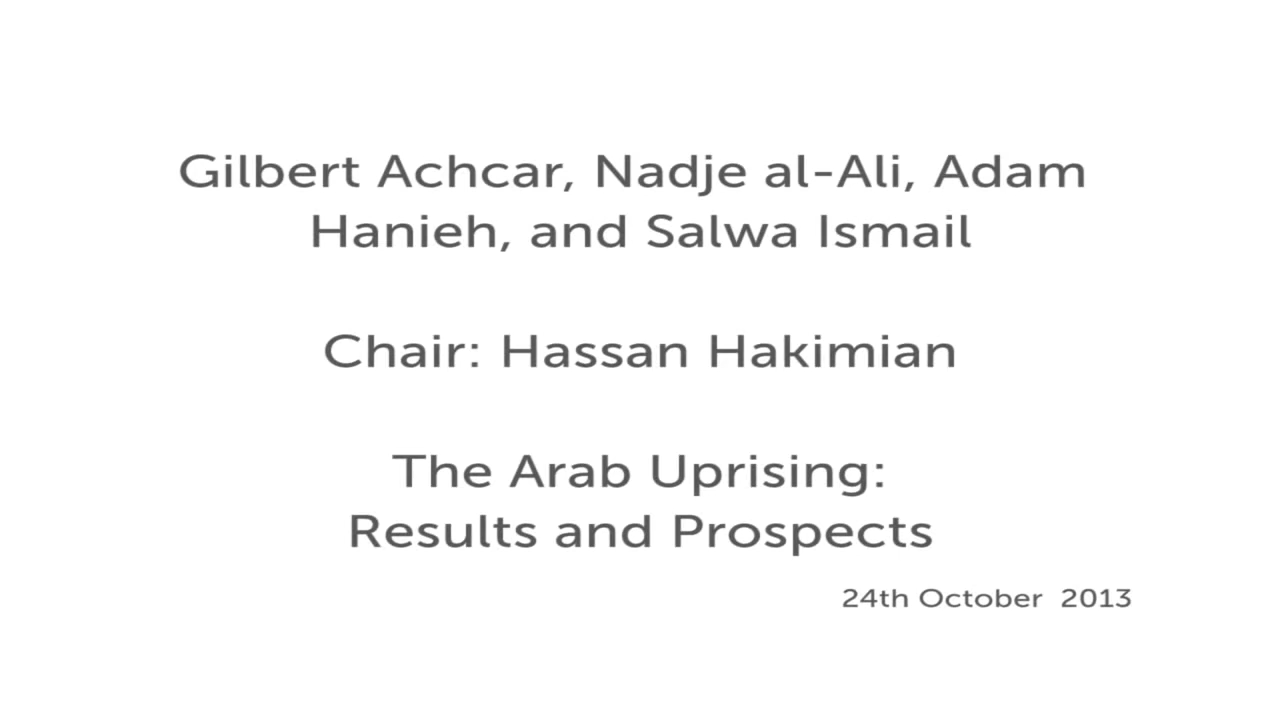 Gilbert Achcar, Nadje al-Ali, Adam
Hanieh, and Salwa Ismail
Chair: Hassan Hakimian
The Arab Uprising:
Results and Prospects
24th October 2013